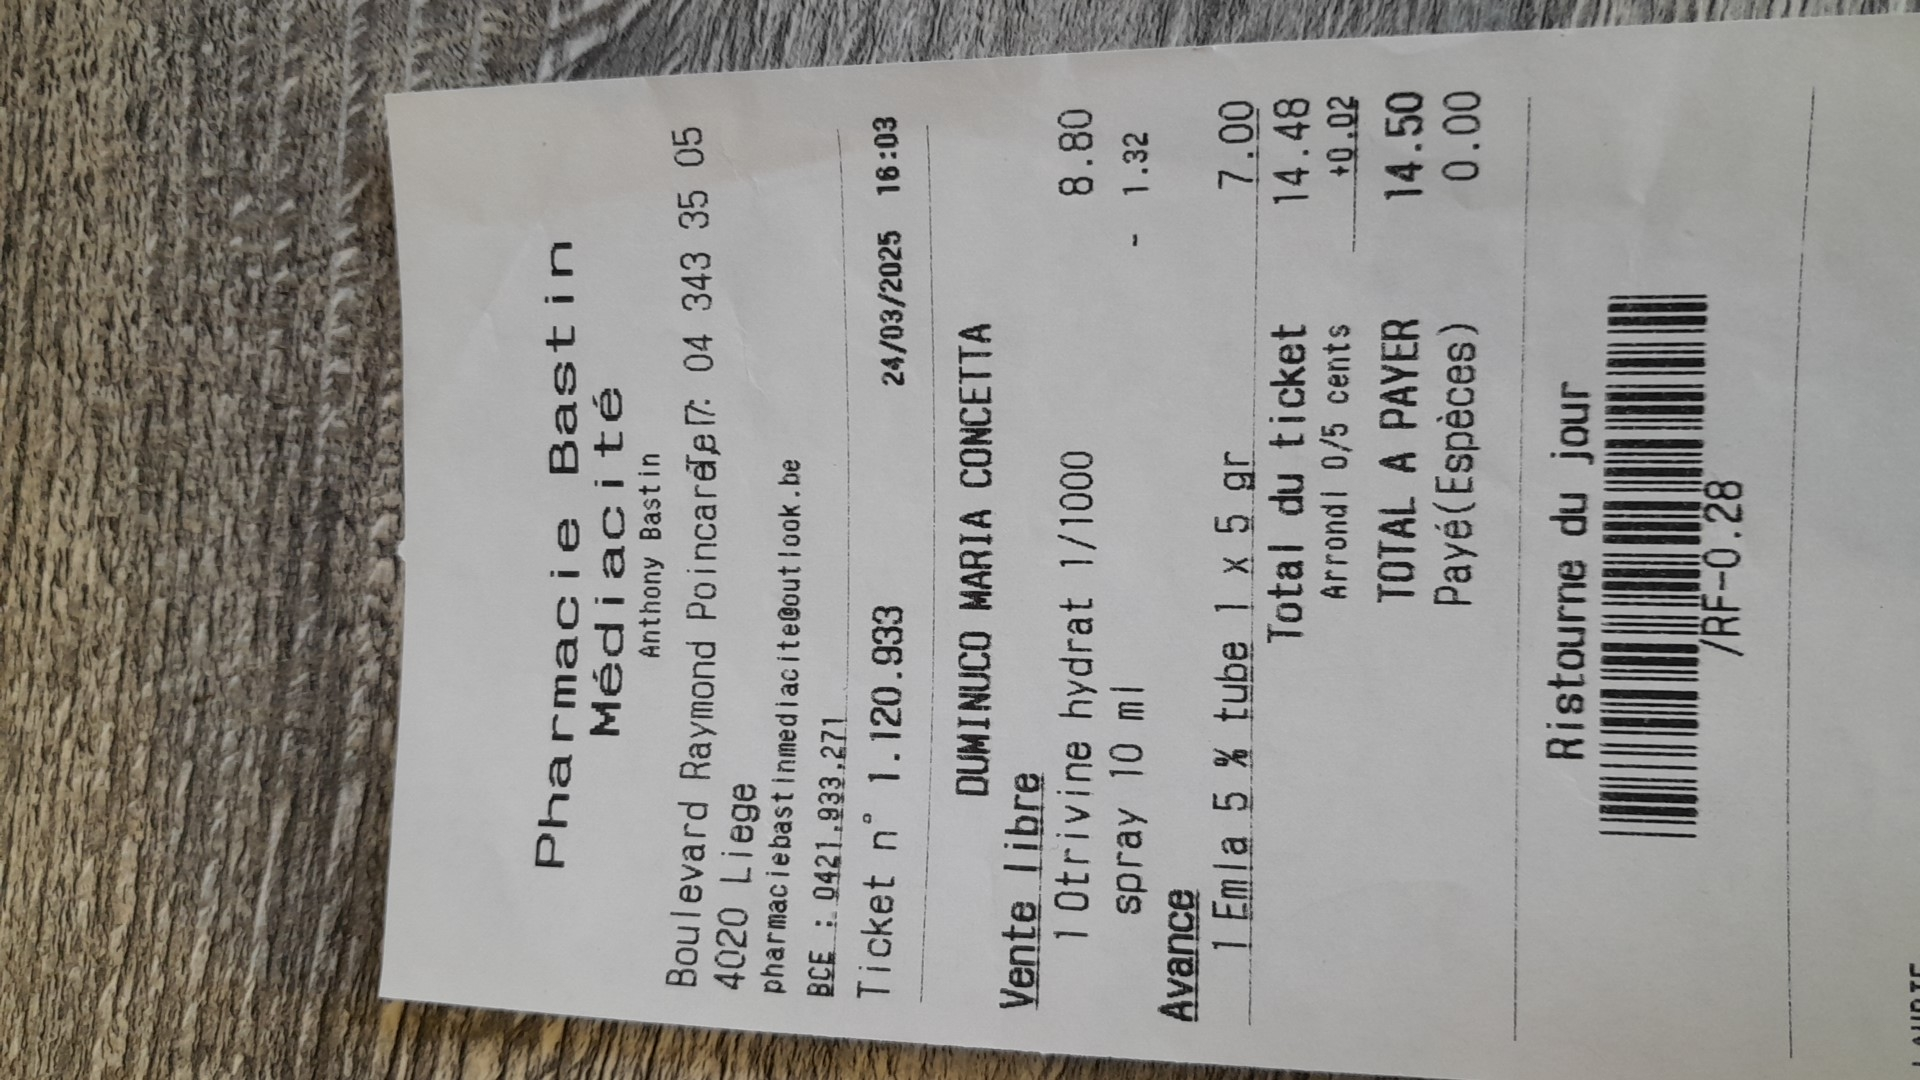 Pharmacie Bastin
Médiacité
Anthony Bastin
Boulevard Raymond Poincaré, 7 Tel : 04 343 35 05
4020 Liege
pharmaciebastinmediacite@outlook.be
BCE : 0421.933.271
Ticket n° 1.120.933 24/03/2025 16:03
DUMINUCO MARIA CONCETTA
Vente libre
1 Otrivine hydrat 1/1000 8.80
spray 10 ml - 1.32
Avance
1 Emla 5 % tube 1 x 5 gr 7.00
Total du ticket 14.48
Arrondi 0/5 cents +0.02
TOTAL A PAYER 14.50
Payé(Espèces) 0.00
Ristourne du jour
/RF-0.28